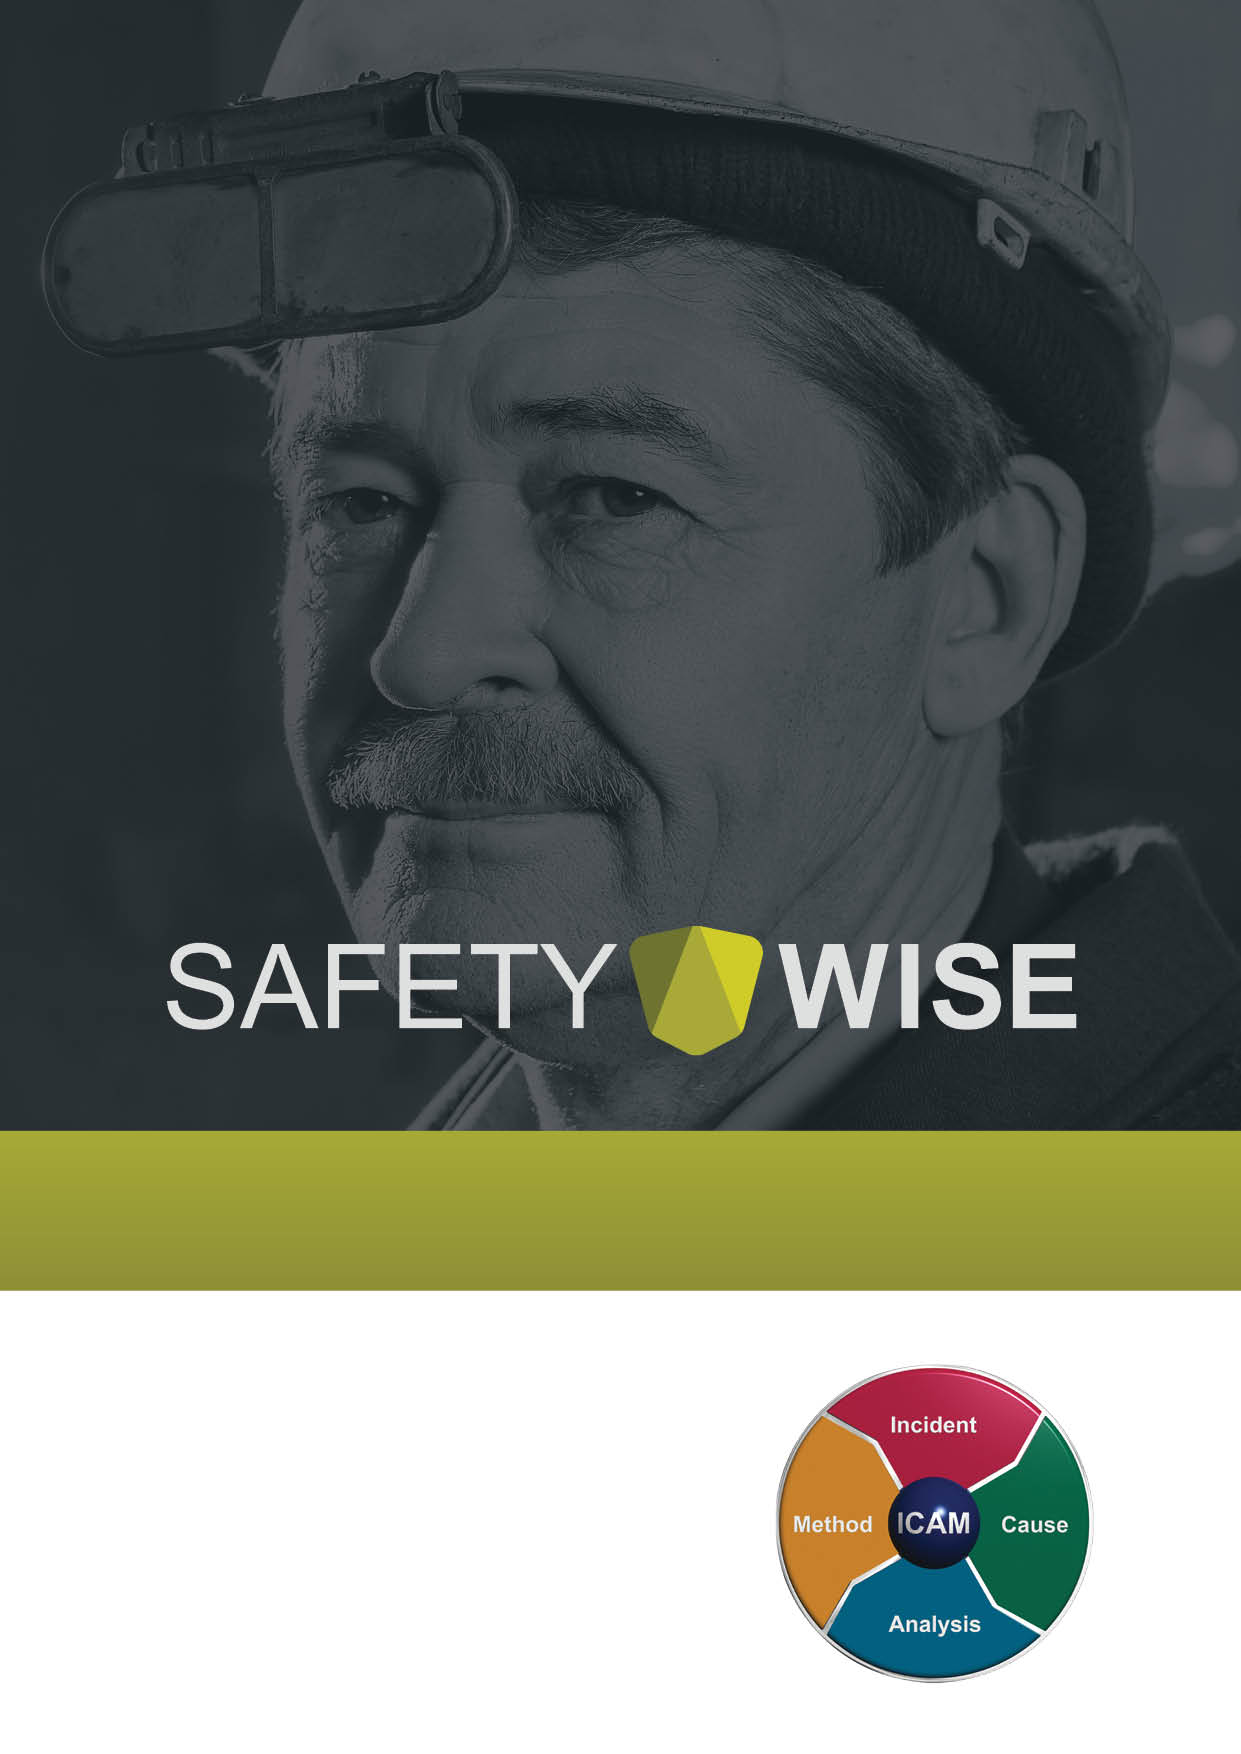 SAFETY WISE
Incident
Method
ICAM
Cause
Analysis